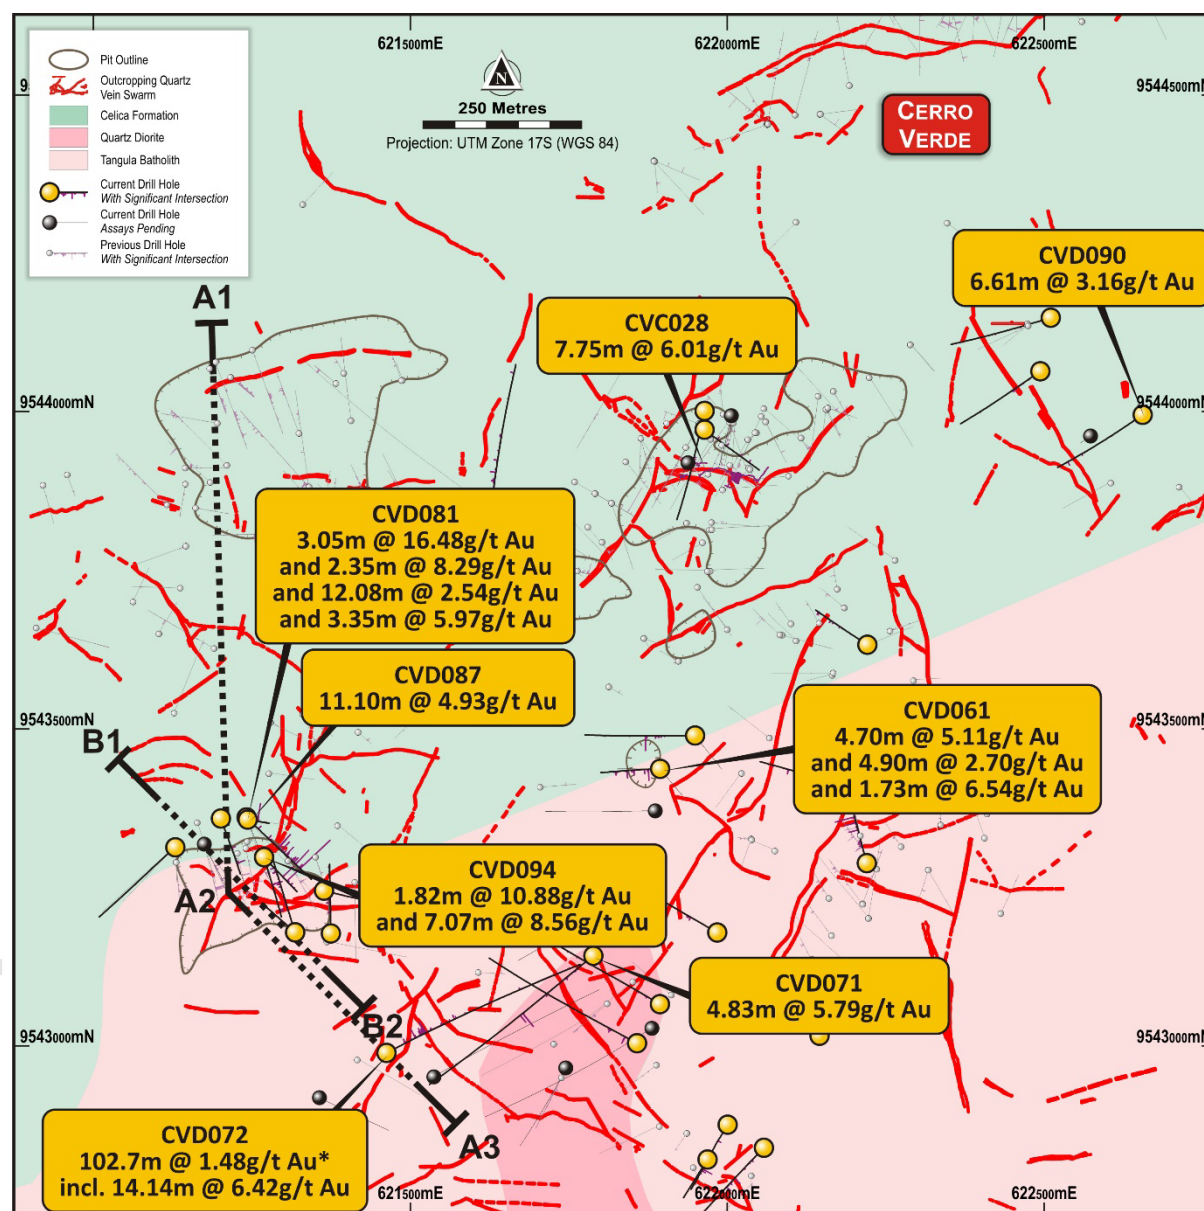 621500mE
622000mE
622500mE
9544500mN
Pit Outline
Outcropping Quartz
Vein Swarm
Celica Formation
Quartz Diorite
Tangula Batholith
Current Drill Hole
With Significant Intersection
Current Drill Hole
Assays Pending
Previous Drill Hole
With Significant Intersection
N
250 Metres
Projection: UTM Zone 17S (WGS 84)
CERRO
VERDE
CVD090
6.61m @ 3.16g/t Au
A1
CVC028
7.75m @ 6.01g/t Au
9544000mN
9544000mN
CVD081
3.05m @ 16.48g/t Au
and 2.35m @ 8.29g/t Au
and 12.08m @ 2.54g/t Au
and 3.35m @ 5.97g/t Au
CVD087
11.10m @ 4.93g/t Au
9543500mN
9543500mN
B1
CVD061
4.70m @ 5.11g/t Au
and 4.90m @ 2.70g/t Au
and 1.73m @ 6.54g/t Au
A2
CVD094
1.82m @ 10.88g/t Au
and 7.07m @ 8.56g/t Au
CVD071
4.83m @ 5.79g/t Au
B2
9543000mN
9543000mN
A3
CVD072
102.7m @ 1.48g/t Au*
incl. 14.14m @ 6.42g/t Au
621500mE
622000mE
622500mE